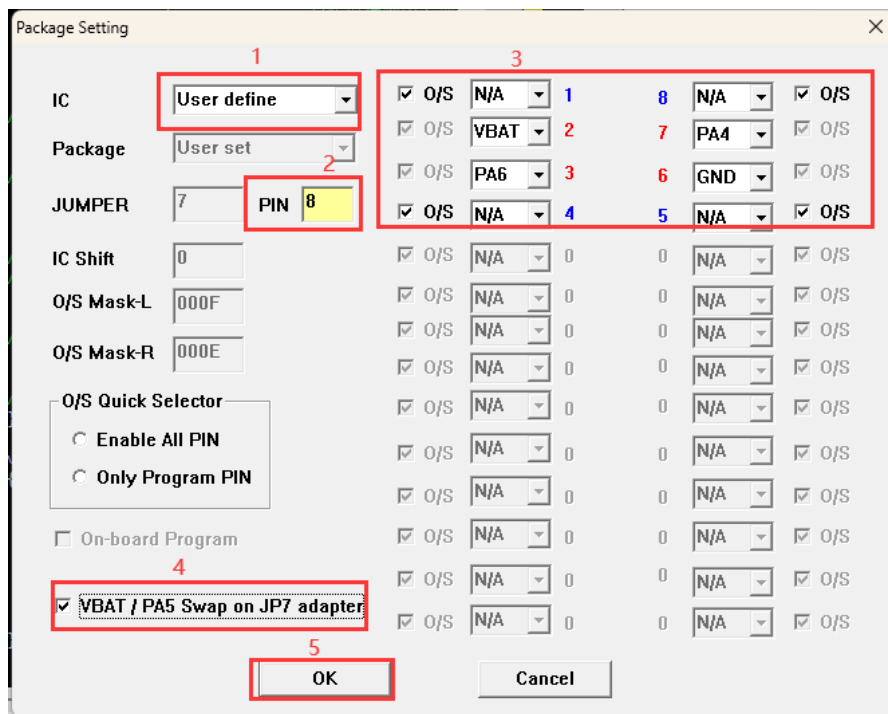 Package Setting
1
3
IC User define O/S N/A 1 8 N/A O/S
O/S VBAT 2 7 PA4 O/S
Package User set
2
O/S PA6 3 6 GND O/S
JUMPER 7 PIN 8 O/S N/A 4 5 N/A O/S
IC Shift 0 O/S N/A 0 0 N/A O/S
O/S Mask-L 000F O/S N/A 0 0 N/A O/S
O/S N/A 0 0 N/A O/S
O/S Mask-R 000E O/S N/A 0 0 N/A O/S
O/S Quick Selector O/S N/A 0 0 N/A O/S
Enable All PIN O/S N/A 0 0 N/A O/S
Only Program PIN O/S N/A 0 0 N/A O/S
On-board Program O/S N/A 0 0 N/A O/S
4
O/S N/A 0 0 N/A O/S
VBAT / PA5 Swap on JP7 adapter
O/S N/A 0 0 N/A O/S
5
OK Cancel